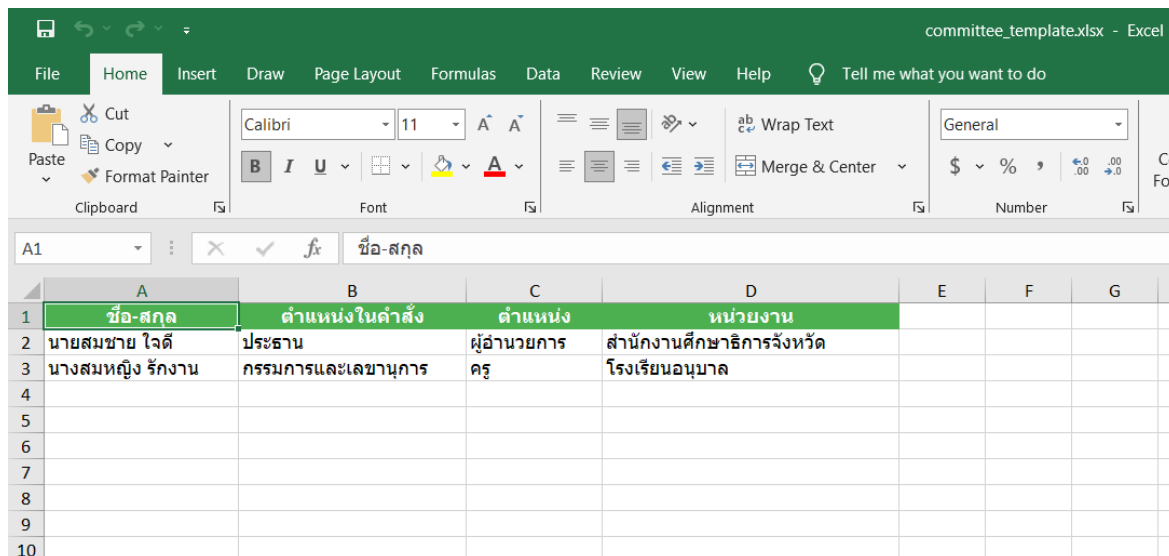 committee_template.xlsx - Excel
File Home Insert Draw Page Layout Formulas Data Review View Help Tell me what you want to do
Paste
Cut
Copy
Format Painter
Clipboard
Calibri 11 A A
B I U A
Font
ab Wrap Text
Merge & Center
Alignment
General
$ % , .0 .00 .00 .0
Number
A1 fx ชื่อ-สกุล
A B C D E F G
1 ชื่อ-สกุล ตำแหน่งในคำสั่ง ตำแหน่ง หน่วยงาน
2 นายสมชาย ใจดี ประธาน ผู้อำนวยการ สำนักงานศึกษาธิการจังหวัด
3 นางสมหญิง รักงาน กรรมการและเลขานุการ ครู โรงเรียนอนุบาล
4
5
6
7
8
9
10